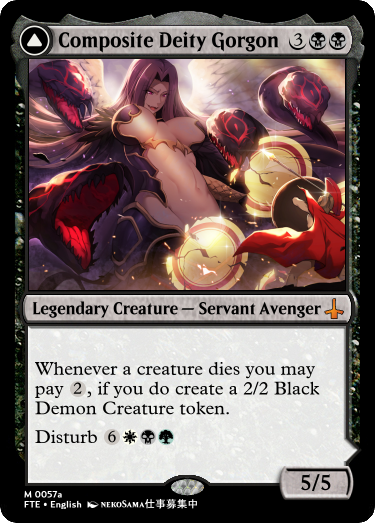 Composite Deity Gorgon 3
Legendary Creature — Servant Avenger
Whenever a creature dies you may
pay 2, if you do create a 2/2 Black
Demon Creature token.
Disturb 6
5/5
M 0057a
FTE • English NEKOSAMA仕事募集中